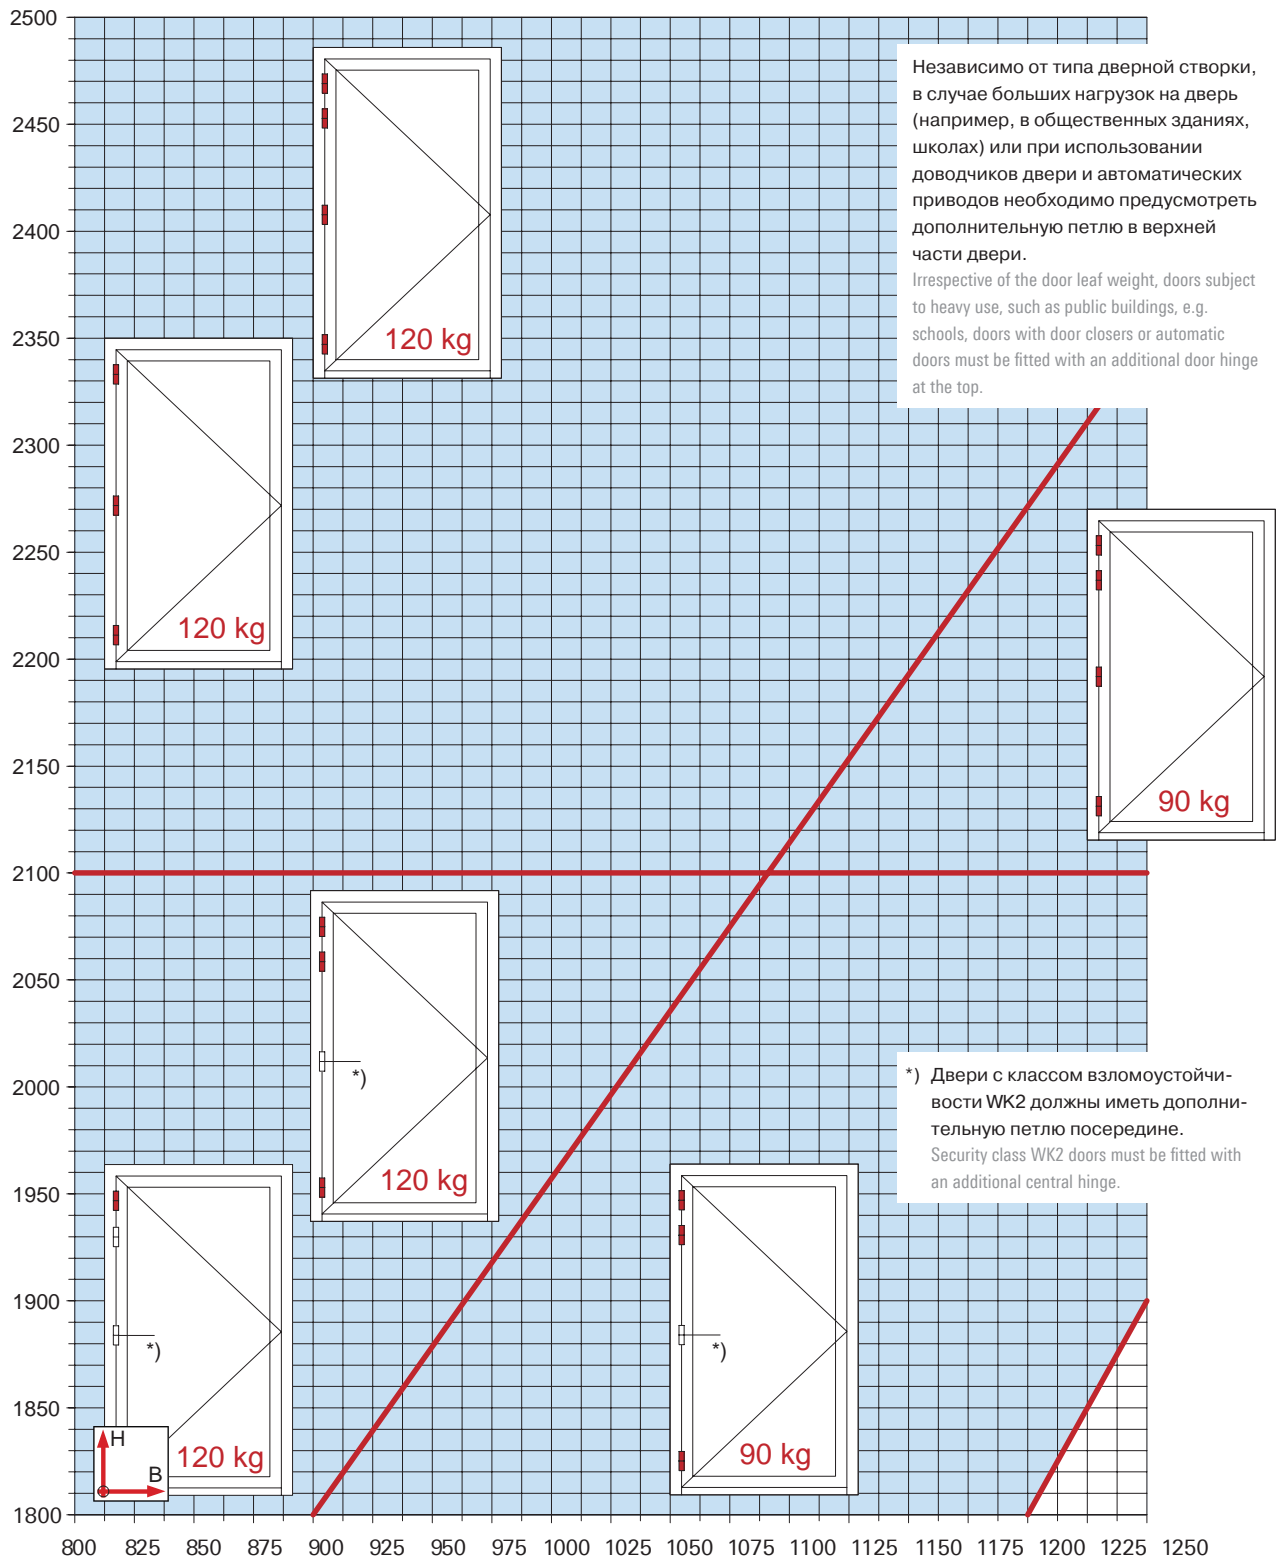 2500
2450
2400
2350
2300
2250
2200
2150
2100
2050
2000
1950
1900
1850
1800
Независимо от типа дверной створки,
в случае больших нагрузок на дверь
(например, в общественных зданиях,
школах) или при использовании
доводчиков двери и автоматических
приводов необходимо предусмотреть
дополнительную петлю в верхней
части двери.
Irrespective of the door leaf weight, doors subject
to heavy use, such as public buildings, e.g.
schools, doors with door closers or automatic
doors must be fitted with an additional door hinge
at the top.
120 kg
120 kg
90 kg
*)
120 kg
*) Двери с классом взломоустойчи-
вости WK2 должны иметь дополни-
тельную петлю посередине.
Security class WK2 doors must be fitted with
an additional central hinge.
*)
120 kg
*)
90 kg
H
B
800 825 850 875 900 925 950 975 1000 1025 1050 1075 1100 1125 1150 1175 1200 1225 1250